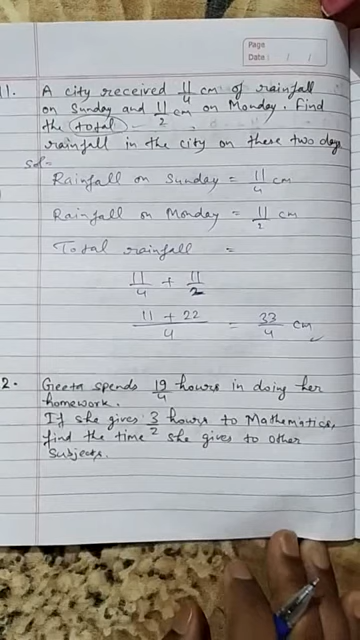 Page
Date : / /
11. A city received 11/4 cm of rainfall
on Sunday and 11/2 cm on Monday. Find
the total
rainfall in the city on these two days
Sol=
Rainfall on Sunday = 11/4 cm
Rainfall on Monday = 11/2 cm
Total rainfall =
11/4 + 11/2
11 + 22/4 = 33/4 cm
2. Geeta spends 19/4 hours in doing her
homework.
If she gives 3/2 hours to Mathematics,
find the time she gives to other
subjects.